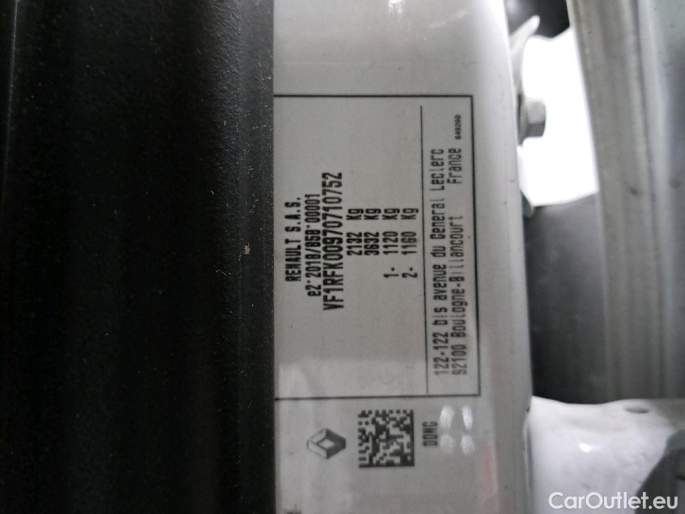 RENAULT S.A.S.
e2*2018/858*00001
VF1RFK00970710752
2132 Kg
3632 Kg
1- 1120 Kg
2- 1160 Kg
122-122 bis avenue du General Leclerc
92100 Boulogne-Billancourt France
DDMG
CarOutlet.eu